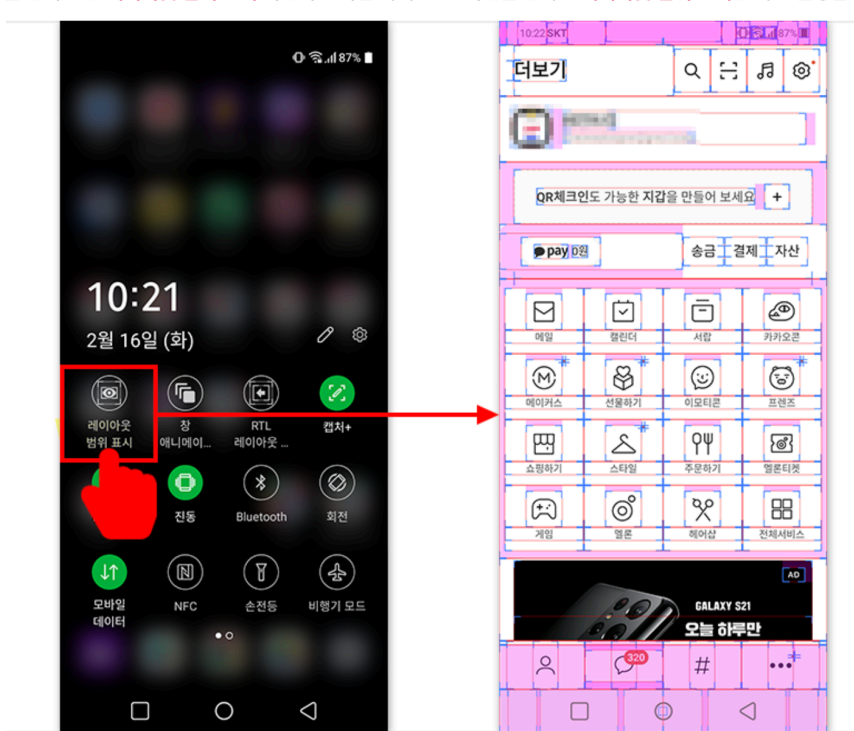 87%
10:21
2월 16일 (화)
레이아웃
범위 표시
창
애니메이...
RTL
레이아웃 ...
캡처+
진동
Bluetooth
회전
모바일
데이터
NFC
손전등
비행기 모드
10:22 SKT
87%
더보기
QR체크인도 가능한 지갑을 만들어 보세요 +
pay 0원
송금 결제 자산
메일 캘린더 서랍 카카오콘
메이커스 선물하기 이모티콘 프렌즈
쇼핑하기 스타일 주문하기 멜론티켓
게임 멜론 헤어샵 전체서비스
AD
GALAXY S21
오늘 하루만
320
#